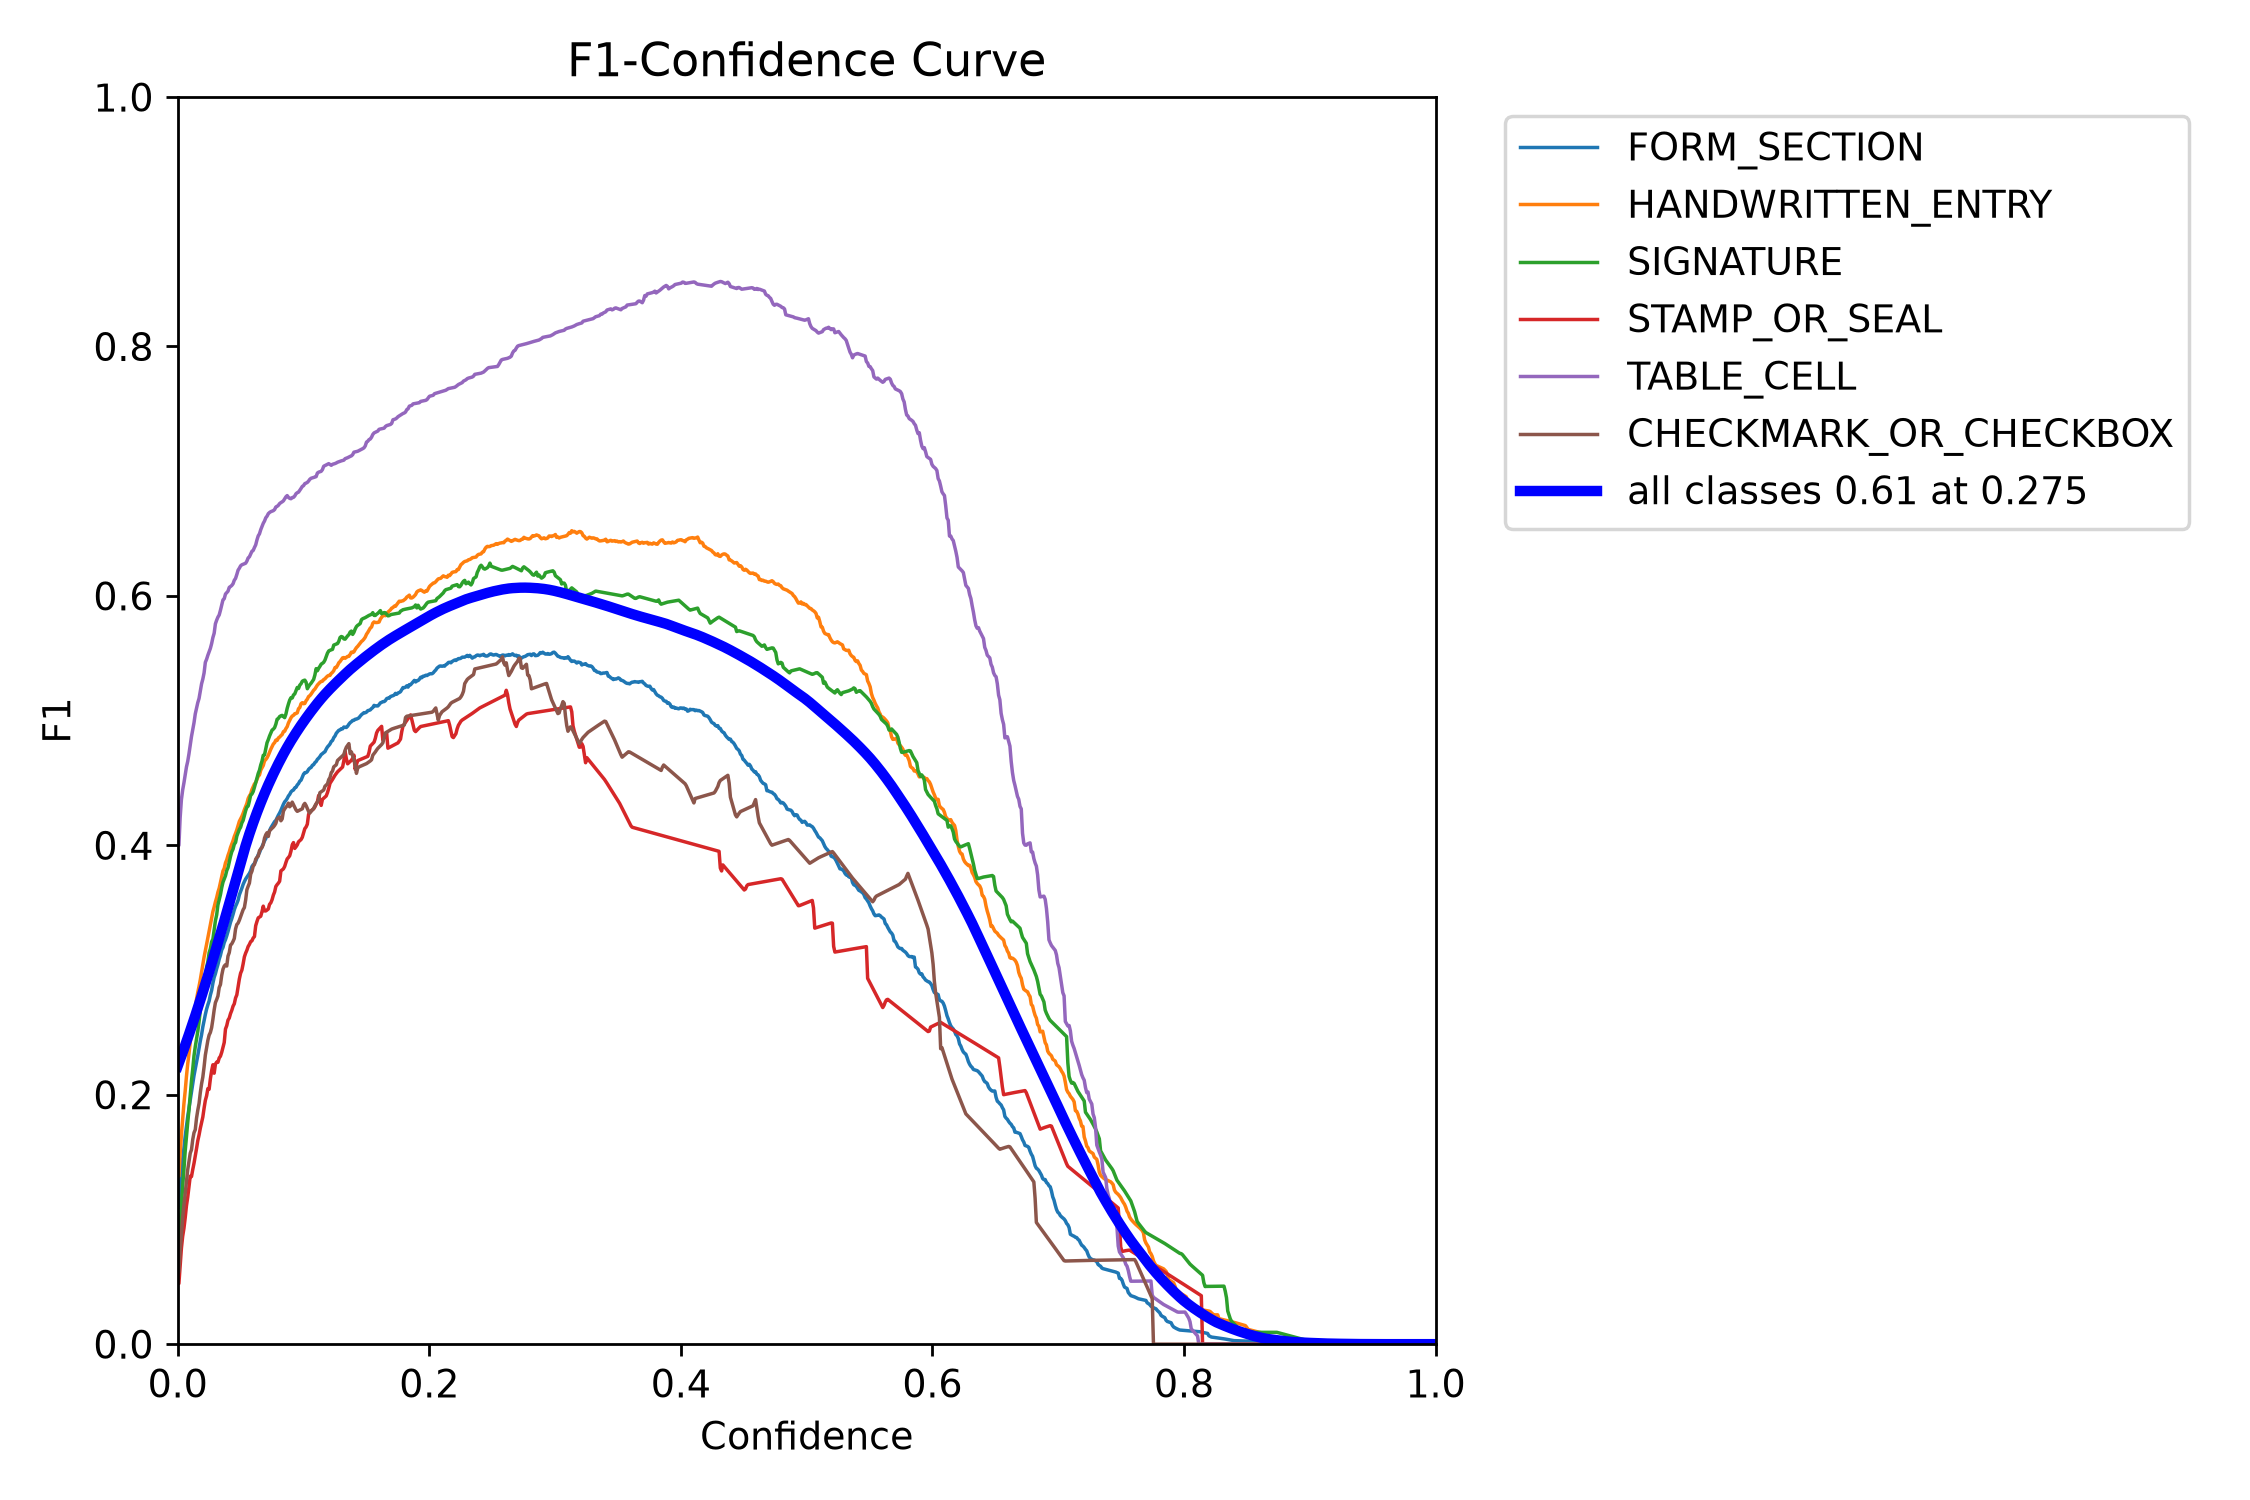 F1-Confidence Curve
1.0
0.8
0.6
0.4
0.2
0.0
F1
0.0 0.2 0.4 0.6 0.8 1.0
Confidence
FORM_SECTION
HANDWRITTEN_ENTRY
SIGNATURE
STAMP_OR_SEAL
TABLE_CELL
CHECKMARK_OR_CHECKBOX
all classes 0.61 at 0.275